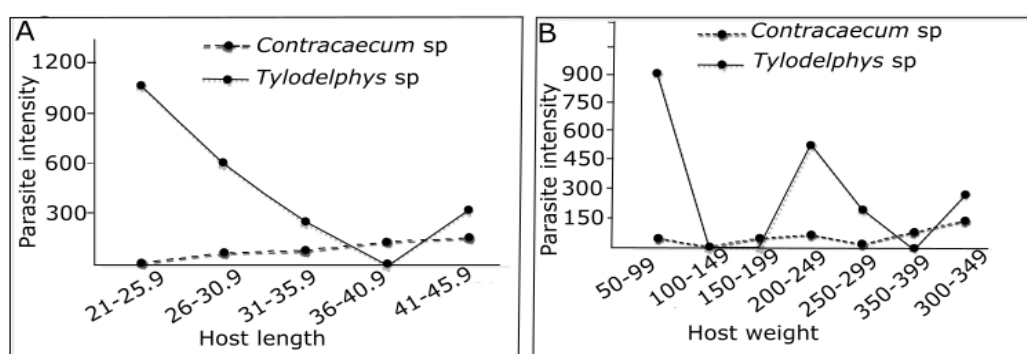 A
Contracaecum sp
Tylodelphys sp
Parasite intensity
1200
900
600
300
21-25.9
26-30.9
31-35.9
36-40.9
41-45.9
Host length
B
Contracaecum sp
Tylodelphys sp
Parasite intensity
900
750
600
450
300
150
50-99
100-149
150-199
200-249
250-299
350-399
300-349
Host weight